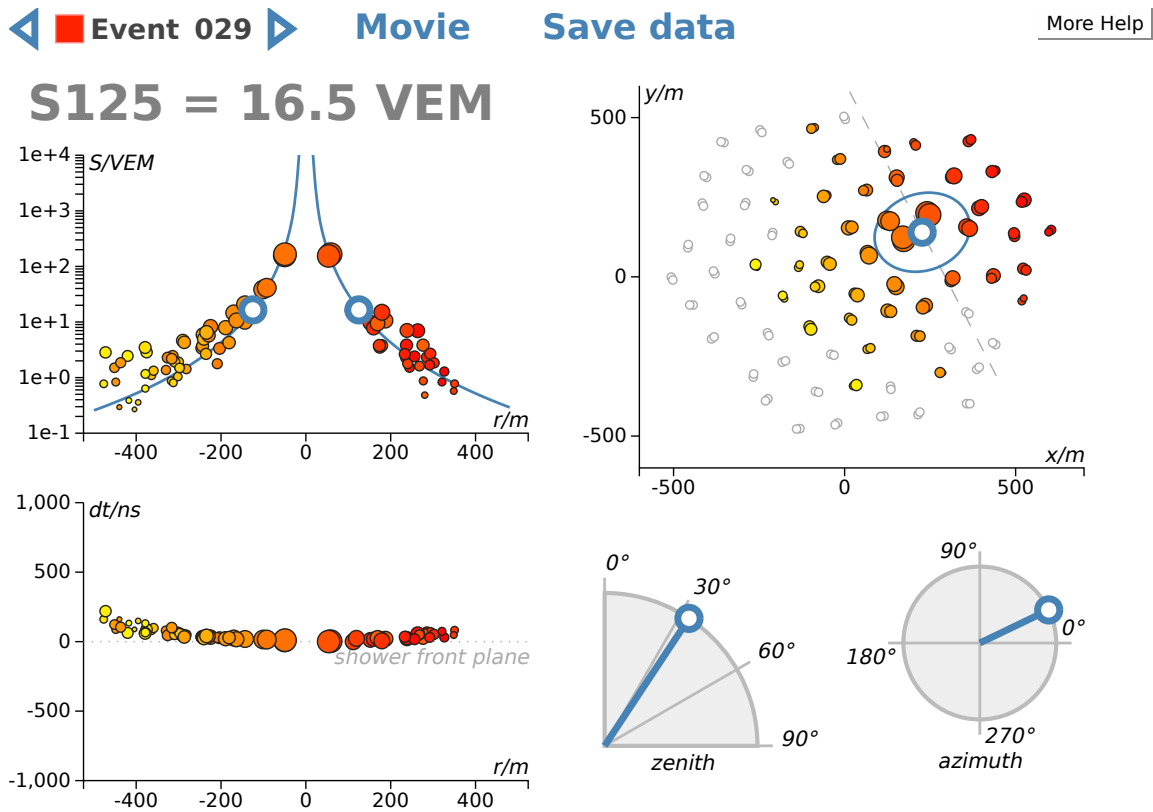 Event 029 Movie Save data More Help
S125 = 16.5 VEM
S/VEM
1e+4
1e+3
1e+2
1e+1
1e+0
1e-1
-400 -200 0 200 400
r/m
y/m
500
0
-500
-500 0 500
x/m
dt/ns
1,000
500
0
-500
-1,000
shower front plane
-400 -200 0 200 400
r/m
0°
30°
60°
90°
zenith
90°
0°
180°
270°
azimuth